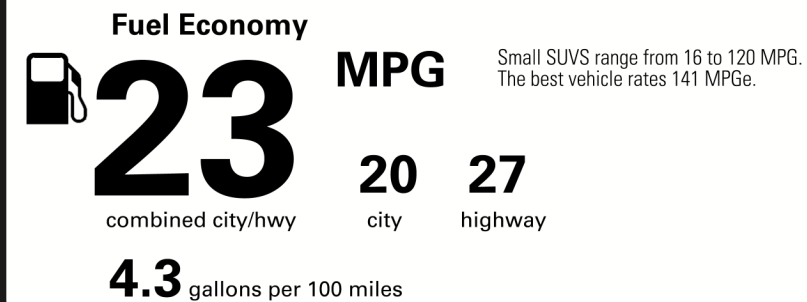 Fuel Economy
23 MPG
Small SUVS range from 16 to 120 MPG.
The best vehicle rates 141 MPGe.
combined city/hwy
20 city
27 highway
4.3 gallons per 100 miles